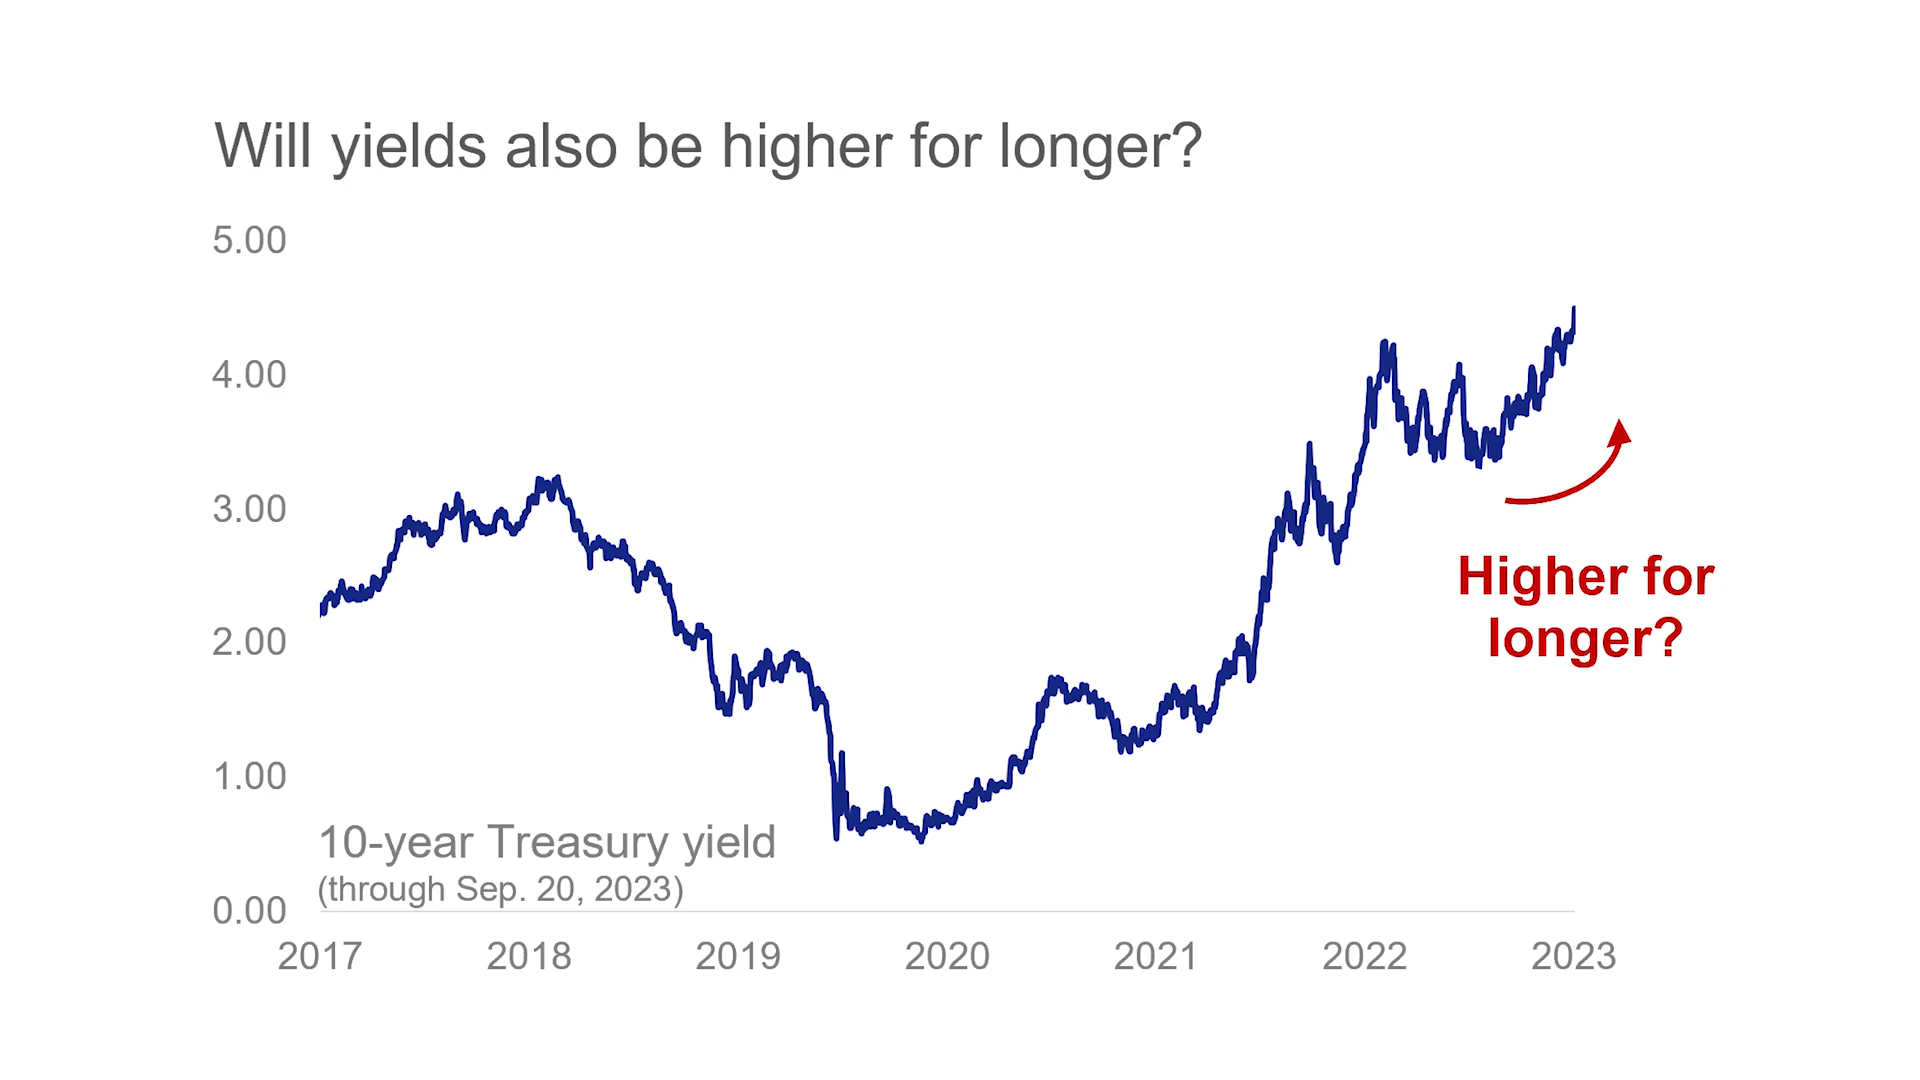 Will yields also be higher for longer?
5.00
4.00
3.00
2.00
1.00
0.00
Higher for
longer?
10-year Treasury yield
(through Sep. 20, 2023)
2017 2018 2019 2020 2021 2022 2023